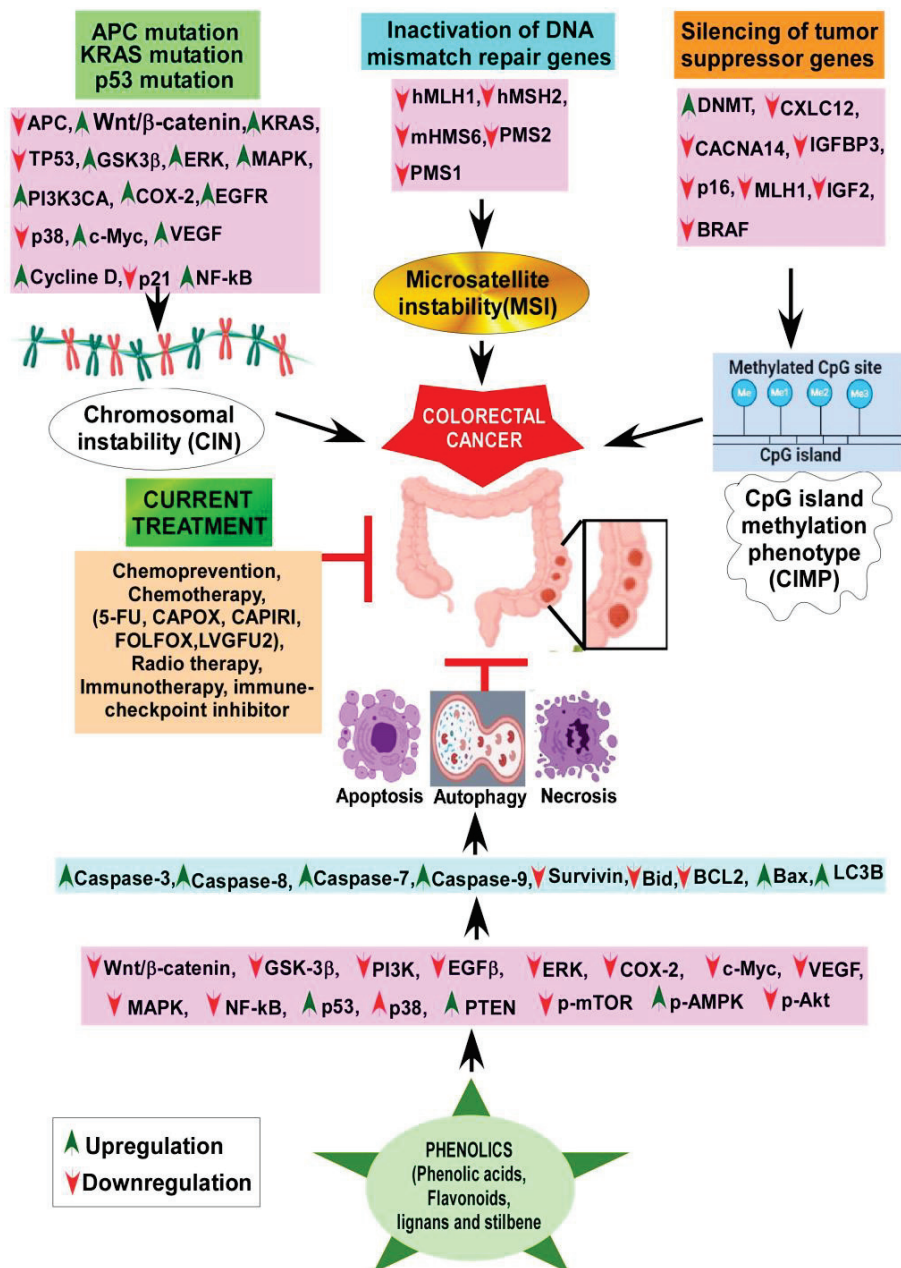 APC mutation
KRAS mutation
p53 mutation
APC, Wnt/β-catenin, KRAS,
TP53, GSK3β, ERK, MAPK,
PI3K3CA, COX-2, EGFR
p38, c-Myc, VEGF
Cycline D, p21 NF-kB
Chromosomal
instability (CIN)
Inactivation of DNA
mismatch repair genes
hMLH1, hMSH2,
mHMS6, PMS2
PMS1
Microsatellite
instability(MSI)
COLORECTAL
CANCER
Silencing of tumor
suppressor genes
DNMT, CXLC12,
CACNA14, IGFBP3,
p16, MLH1, IGF2,
BRAF
Methylated CpG site
Me Me1 Me2 Me3
CpG island
CpG island
methylation
phenotype
(CIMP)
CURRENT
TREATMENT
Chemoprevention,
Chemotherapy,
(5-FU, CAPOX, CAPIRI,
FOLFOX,LVGFU2),
Radio therapy,
Immunotherapy, immune-
checkpoint inhibitor
Apoptosis Autophagy Necrosis
Caspase-3, Caspase-8, Caspase-7, Caspase-9, Survivin, Bid, BCL2, Bax, LC3B
Wnt/β-catenin, GSK-3β, PI3K, EGFβ, ERK, COX-2, c-Myc, VEGF,
MAPK, NF-kB, p53, p38, PTEN p-mTOR p-AMPK p-Akt
Upregulation
Downregulation
PHENOLICS
(Phenolic acids,
Flavonoids,
lignans and stilbene